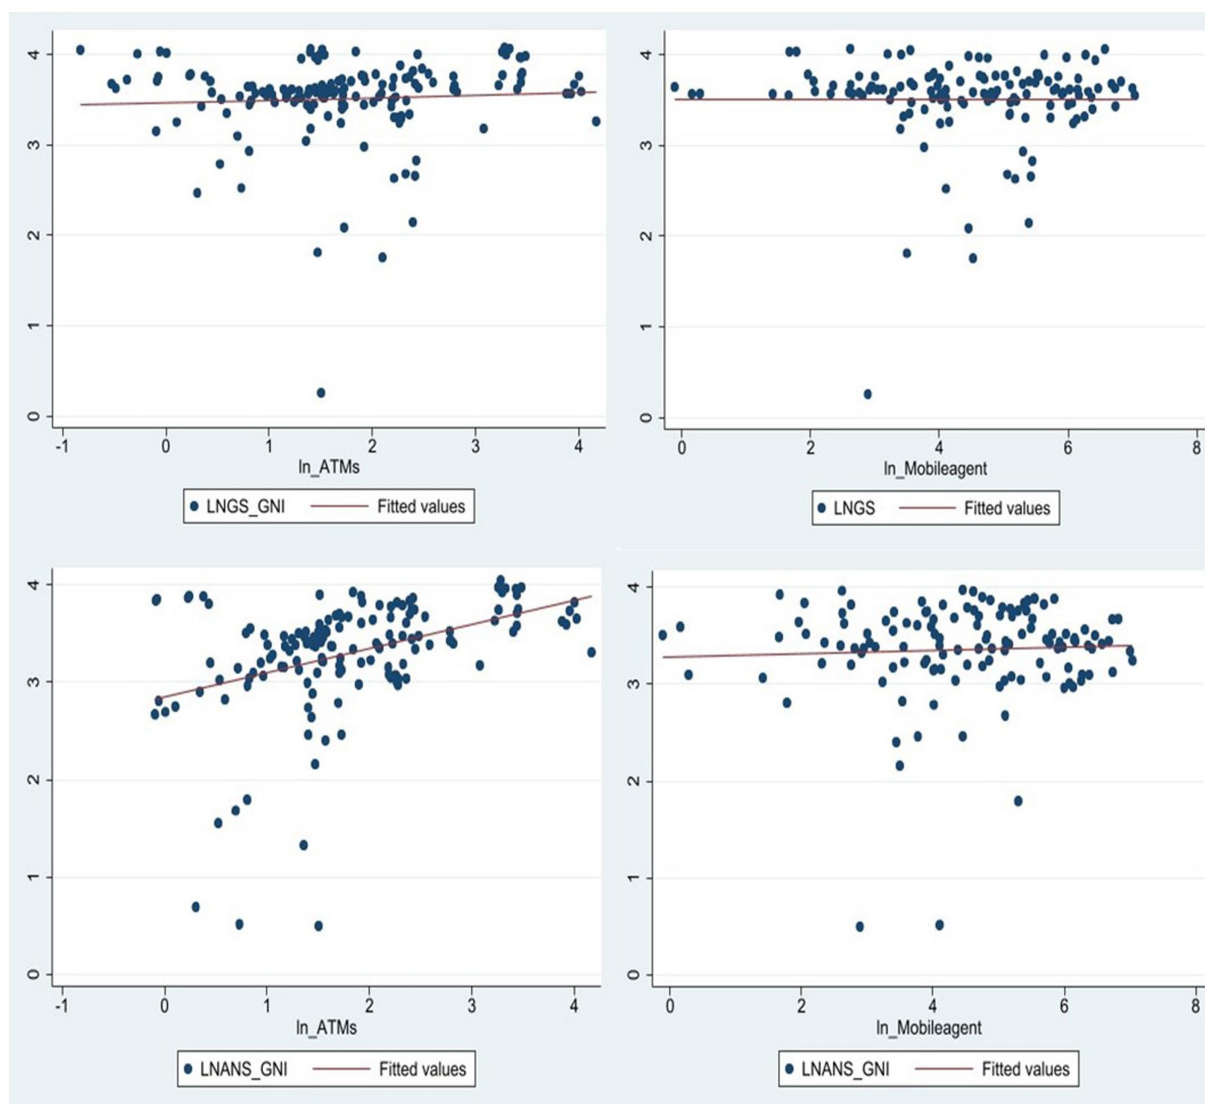 4
3
2
1
0
-1 0 1 2 3 4
ln_ATMs
LNGS_GNI Fitted values
4
3
2
1
0
0 2 4 6 8
ln_Mobileagent
LNGS Fitted values
4
3
2
1
0
-1 0 1 2 3 4
ln_ATMs
LNANS_GNI Fitted values
4
3
2
1
0
0 2 4 6 8
ln_Mobileagent
LNANS_GNI Fitted values